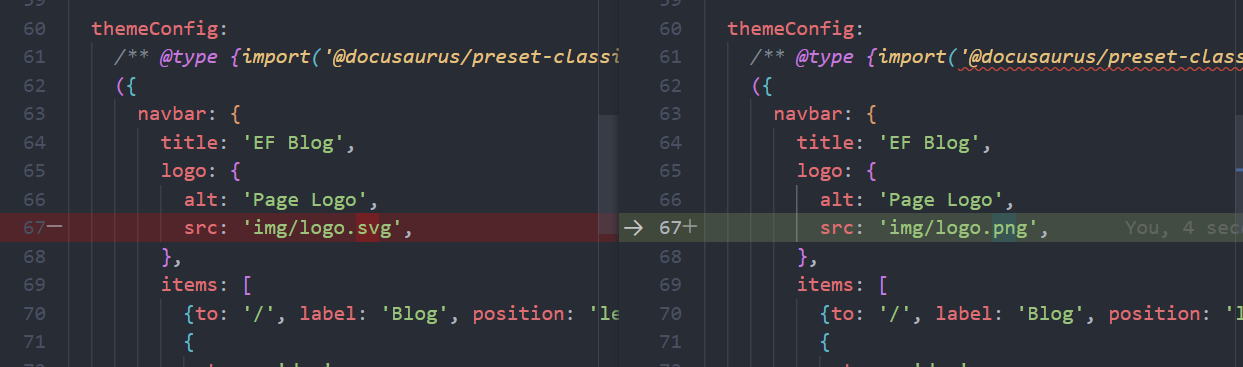 60 themeConfig:
61 /** @type {import('@docusaurus/preset-classi
62 ({
63 navbar: {
64 title: 'EF Blog',
65 logo: {
66 alt: 'Page Logo',
67— src: 'img/logo.svg',
68 },
69 items: [
70 {to: '/', label: 'Blog', position: 'le
71 {
60 themeConfig:
61 /** @type {import('@docusaurus/preset-class
62 ({
63 navbar: {
64 title: 'EF Blog',
65 logo: {
66 alt: 'Page Logo',
→ 67+ src: 'img/logo.png', You, 4 sec
68 },
69 items: [
70 {to: '/', label: 'Blog', position: 'l
71 {